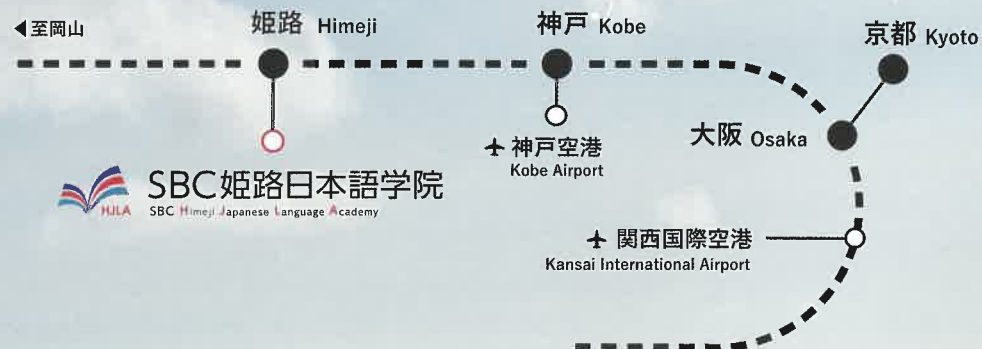 ◀至岡山
姫路 Himeji
神戸 Kobe
京都 Kyoto
大阪 Osaka
神戸空港
Kobe Airport
HJLA
SBC姫路日本語学院
SBC Himeji Japanese Language Academy
関西国際空港
Kansai International Airport